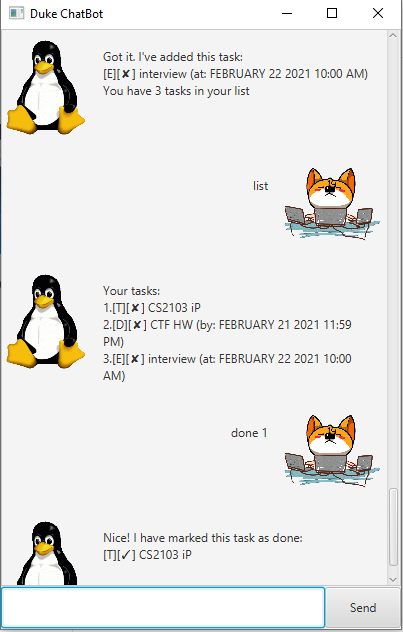 Duke ChatBot
Got it. I've added this task:
[E][✘] interview (at: FEBRUARY 22 2021 10:00 AM)
You have 3 tasks in your list
list
Your tasks:
1.[T][✘] CS2103 iP
2.[D][✘] CTF HW (by: FEBRUARY 21 2021 11:59
PM)
3.[E][✘] interview (at: FEBRUARY 22 2021 10:00
AM)
done 1
Nice! I have marked this task as done:
[T][✓] CS2103 iP
Send